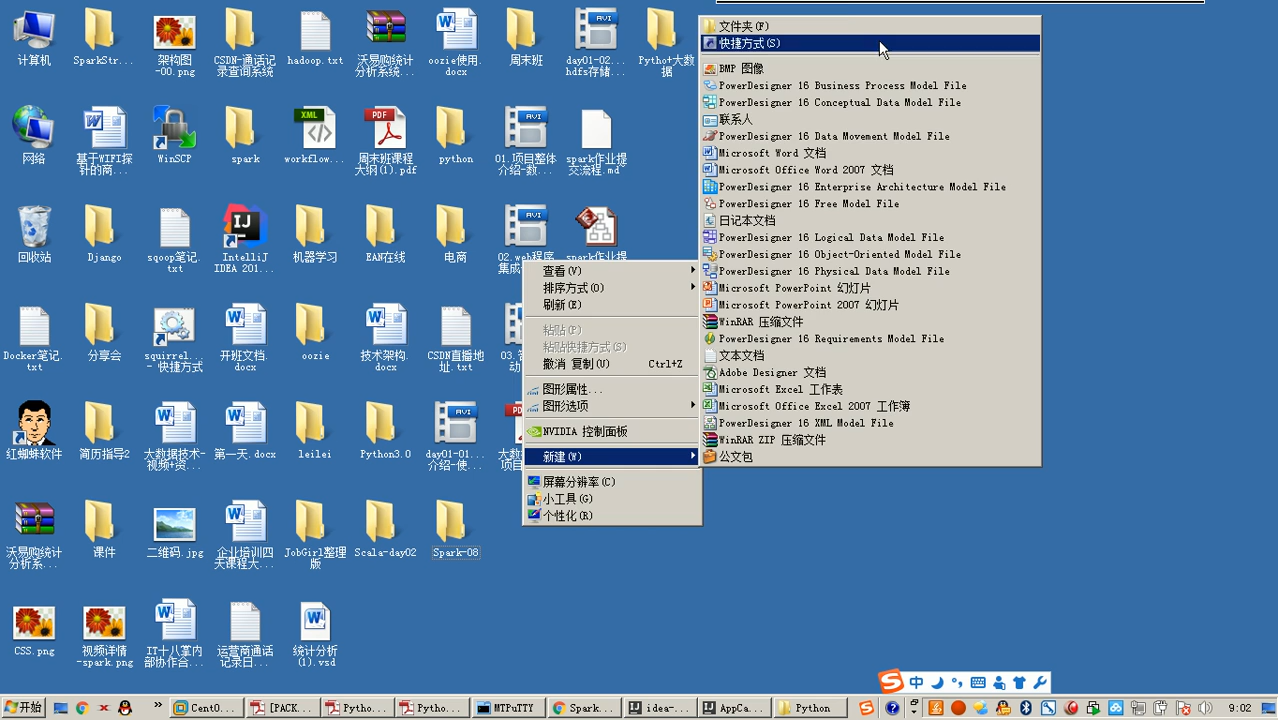 计算机
SparkStr...
架构图
-00.png
CSDN-通话记
录查询系统
hadoop.txt
沃易购统计
分析系统...
oozie使用.
docx
周末班
day01-02...
hdfs存储...
Pytho+大数
据
网络
基于WIFI探
针的商...
WinSCP
spark
workflow...
周末班课程
大纲(1).pdf
python
01.项目整体
介绍-数...
spark作业提
交流程.md
回收站
Django
sqoop笔记.
txt
IntelliJ
IDEA 201...
机器学习
EAN在线
电商
02.web程序
集成
spark作业提
Docker笔记.
txt
分享会
squirrel...
- 快捷方式
开班文档.
docx
oozie
技术架构.
docx
CSDN直播地
址.txt
红蜘蛛软件
简历指导2
大数据技术-
视频+资...
第一天.docx
leilei
Python3.0
day01-01...
介绍-使...
沃易购统计
分析系...
课件
二维码.jpg
企业培训四
天课程大...
JobGirl整理
版
Scala-day02
Spark-08
CSS.png
视频详情
-spark.png
IT十八掌内
部协作合...
运营商通话
记录日...
统计分析
(1).vsd
查看(V)
排序方式(O)
刷新(E)
粘贴(P)
粘贴快捷方式(S)
撤消 复制(U) Ctrl+Z
图形属性...
图形选项
NVIDIA 控制面板
新建(W)
屏幕分辨率(C)
小工具(G)
个性化(R)
文件夹(F)
快捷方式(S)
BMP 图像
PowerDesigner 16 Business Process Model File
PowerDesigner 16 Conceptual Data Model File
联系人
PowerDesigner 16 Data Movement Model File
Microsoft Word 文档
Microsoft Office Word 2007 文档
PowerDesigner 16 Enterprise Architecture Model File
PowerDesigner 16 Free Model File
日记本文档
PowerDesigner 16 Logical Data Model File
PowerDesigner 16 Object-Oriented Model File
PowerDesigner 16 Physical Data Model File
Microsoft PowerPoint 幻灯片
Microsoft PowerPoint 2007 幻灯片
WinRAR 压缩文件
PowerDesigner 16 Requirements Model File
文本文档
Adobe Designer 文档
Microsoft Excel 工作表
Microsoft Office Excel 2007 工作簿
PowerDesigner 16 XML Model File
WinRAR ZIP 压缩文件
公文包
中
开始
CentO...
[PACK...
Pytho...
Pytho...
MTPuTTY
Spark...
idea-...
AppCa...
Python
9:02